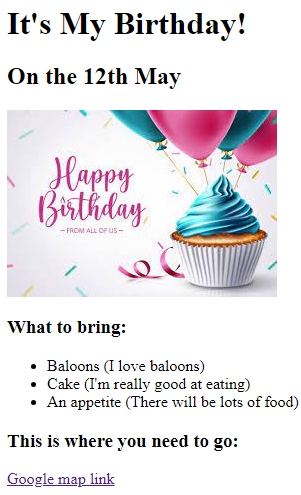 It's My Birthday!
On the 12th May
Happy
Birthday
– FROM ALL OF US –
What to bring:
Baloons (I love baloons)
Cake (I'm really good at eating)
An appetite (There will be lots of food)
This is where you need to go:
Google map link